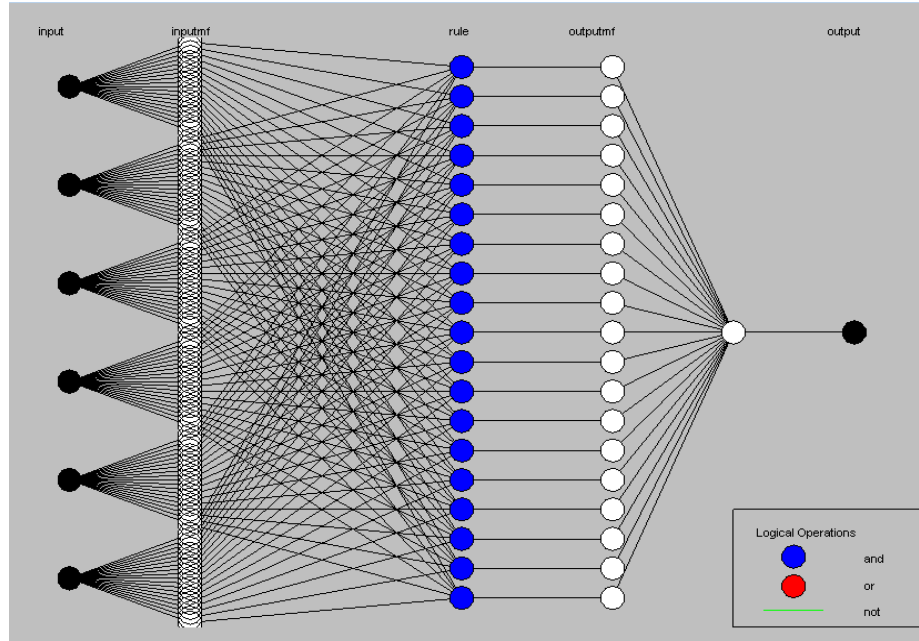 input
inputmf
rule
outputmf
output
Logical Operations
and
or
not